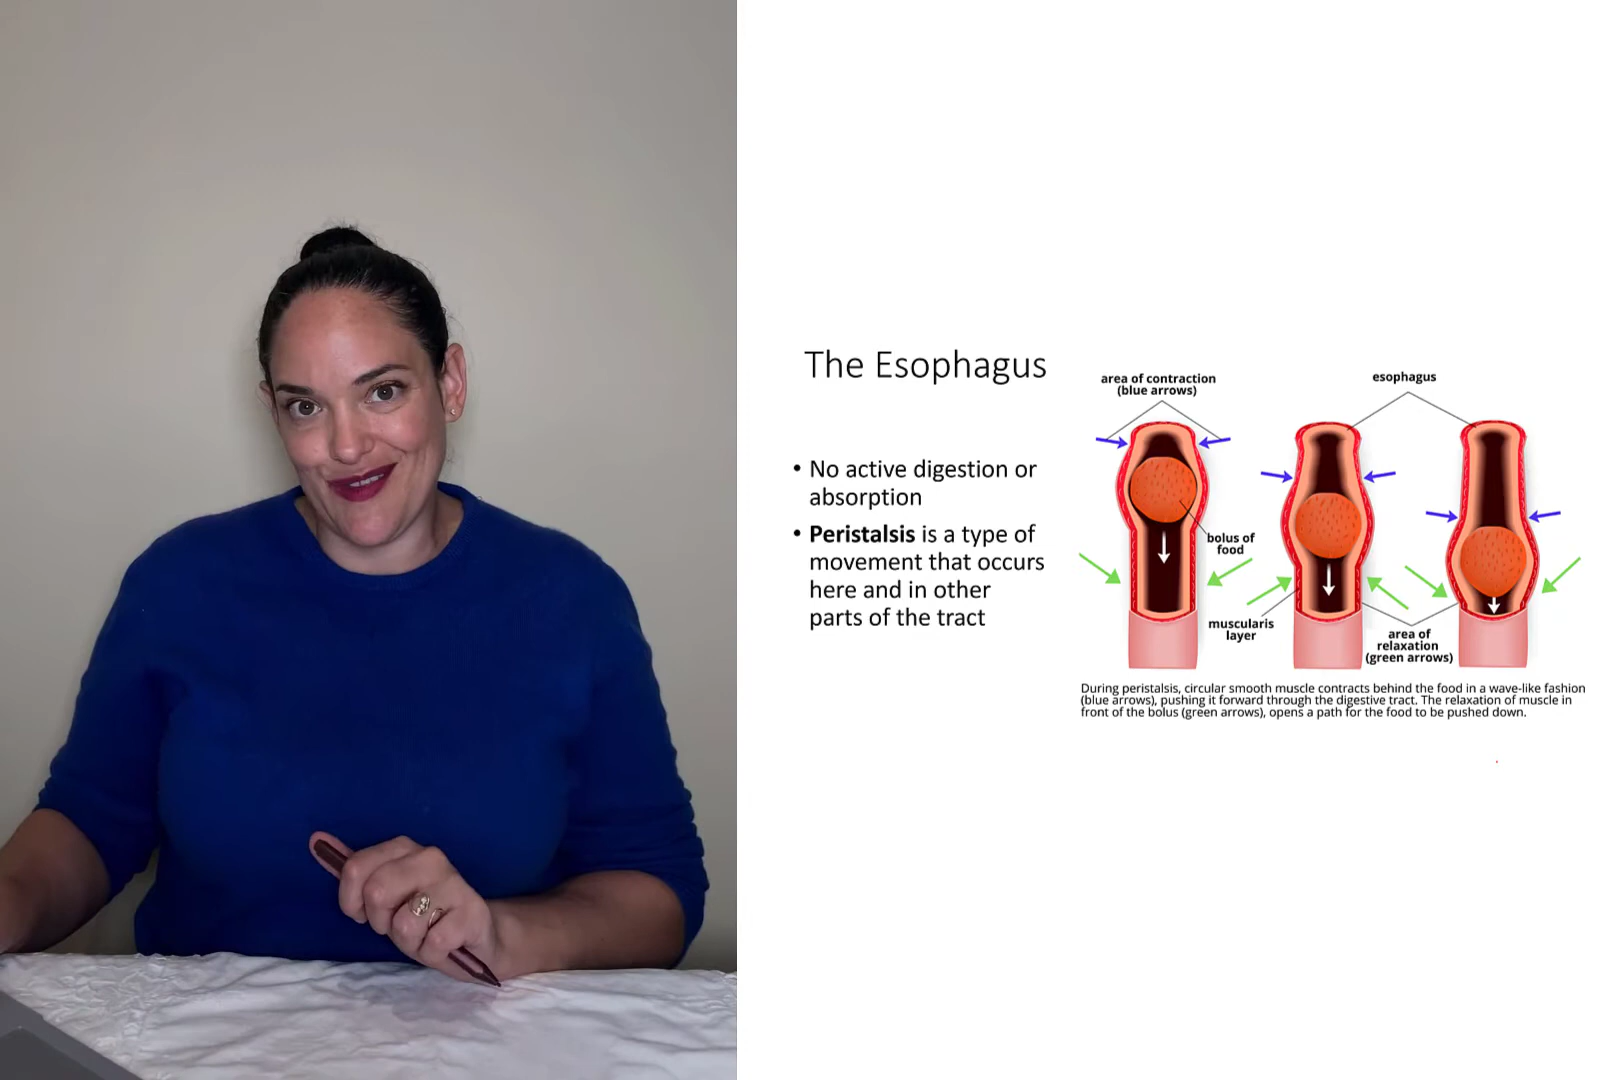 The Esophagus
• No active digestion or
absorption
• Peristalsis is a type of
movement that occurs
here and in other
parts of the tract
area of contraction
(blue arrows)
esophagus
bolus of
food
muscularis
layer
area of
relaxation
(green arrows)
During peristalsis, circular smooth muscle contracts behind the food in a wave-like fashion
(blue arrows), pushing it forward through the digestive tract. The relaxation of muscle in
front of the bolus (green arrows), opens a path for the food to be pushed down.